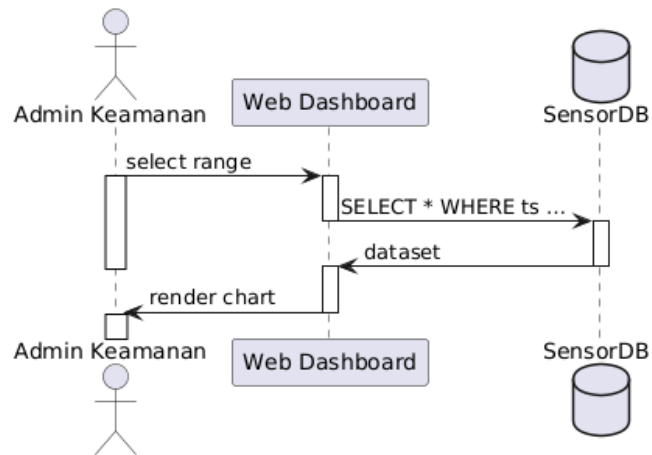 Admin Keamanan
Web Dashboard
SensorDB
select range
SELECT * WHERE ts ...
dataset
render chart
Admin Keamanan
Web Dashboard
SensorDB